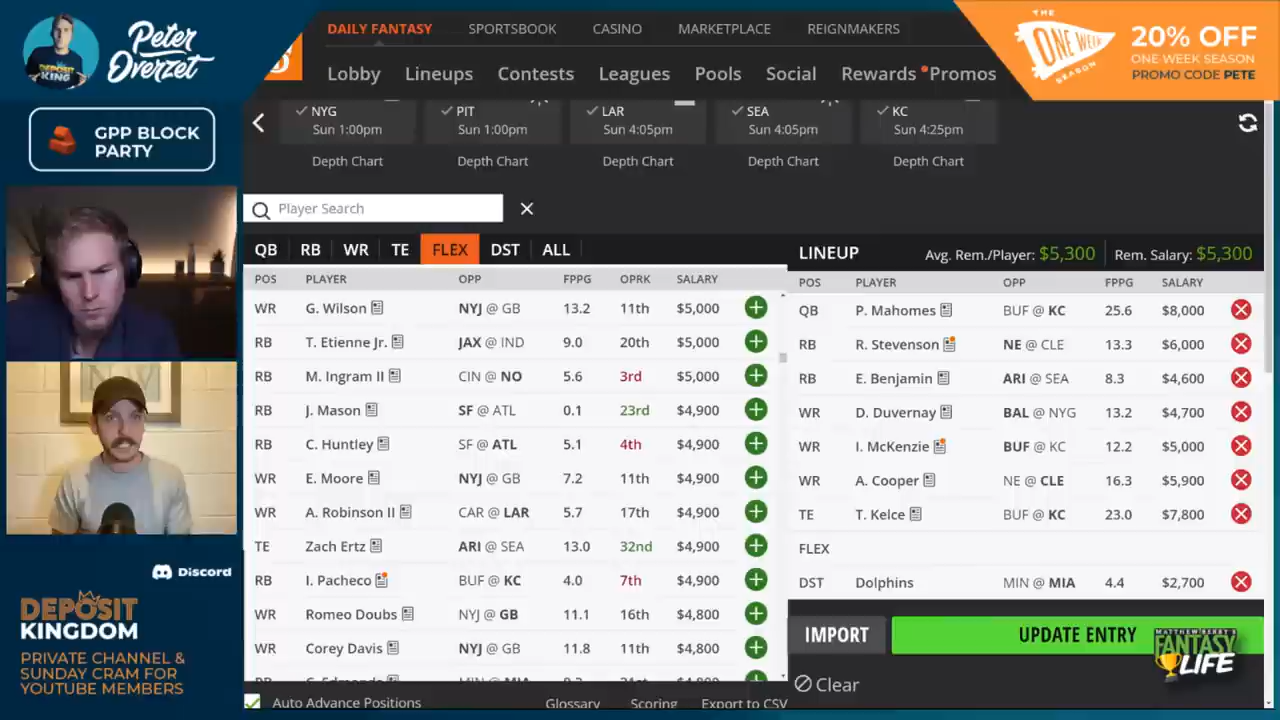 Peter
Overzet
GPP BLOCK
PARTY
Discord
DEPOSIT
KINGDOM
PRIVATE CHANNEL &
SUNDAY CRAM FOR
YOUTUBE MEMBERS
DAILY FANTASY SPORTSBOOK CASINO MARKETPLACE REIGNMAKERS
Lobby Lineups Contests Leagues Pools Social Rewards Promos
THE
ONE WEEK
SEASON
20% OFF
ONE WEEK SEASON
PROMO CODE PETE
NYG PIT LAR SEA KC
Sun 1:00pm Sun 1:00pm Sun 4:05pm Sun 4:05pm Sun 4:25pm
Depth Chart Depth Chart Depth Chart Depth Chart Depth Chart
Player Search
QB RB WR TE FLEX DST ALL
POS PLAYER OPP FPPG OPRK SALARY
WR G. Wilson NYJ @ GB 13.2 11th $5,000
RB T. Etienne Jr. JAX @ IND 9.0 20th $5,000
RB M. Ingram II CIN @ NO 5.6 3rd $5,000
RB J. Mason SF @ ATL 0.1 23rd $4,900
RB C. Huntley SF @ ATL 5.1 4th $4,900
WR E. Moore NYJ @ GB 7.2 11th $4,900
WR A. Robinson II CAR @ LAR 5.7 17th $4,900
TE Zach Ertz ARI @ SEA 13.0 32nd $4,900
RB I. Pacheco BUF @ KC 4.0 7th $4,900
WR Romeo Doubs NYJ @ GB 11.1 16th $4,800
WR Corey Davis NYJ @ GB 11.8 11th $4,800
Auto Advance Positions Glossary Scoring Export to CSV
LINEUP Avg. Rem./Player: $5,300 Rem. Salary: $5,300
POS PLAYER OPP FPPG SALARY
QB P. Mahomes BUF @ KC 25.6 $8,000
RB R. Stevenson NE @ CLE 13.3 $6,000
RB E. Benjamin ARI @ SEA 8.3 $4,600
WR D. Duvernay BAL @ NYG 13.2 $4,700
WR I. McKenzie BUF @ KC 12.2 $5,000
WR A. Cooper NE @ CLE 16.3 $5,900
TE T. Kelce BUF @ KC 23.0 $7,800
FLEX
DST Dolphins MIN @ MIA 4.4 $2,700
IMPORT UPDATE ENTRY
Clear
MATTHEW BERRY'S
FANTASY
LIFE